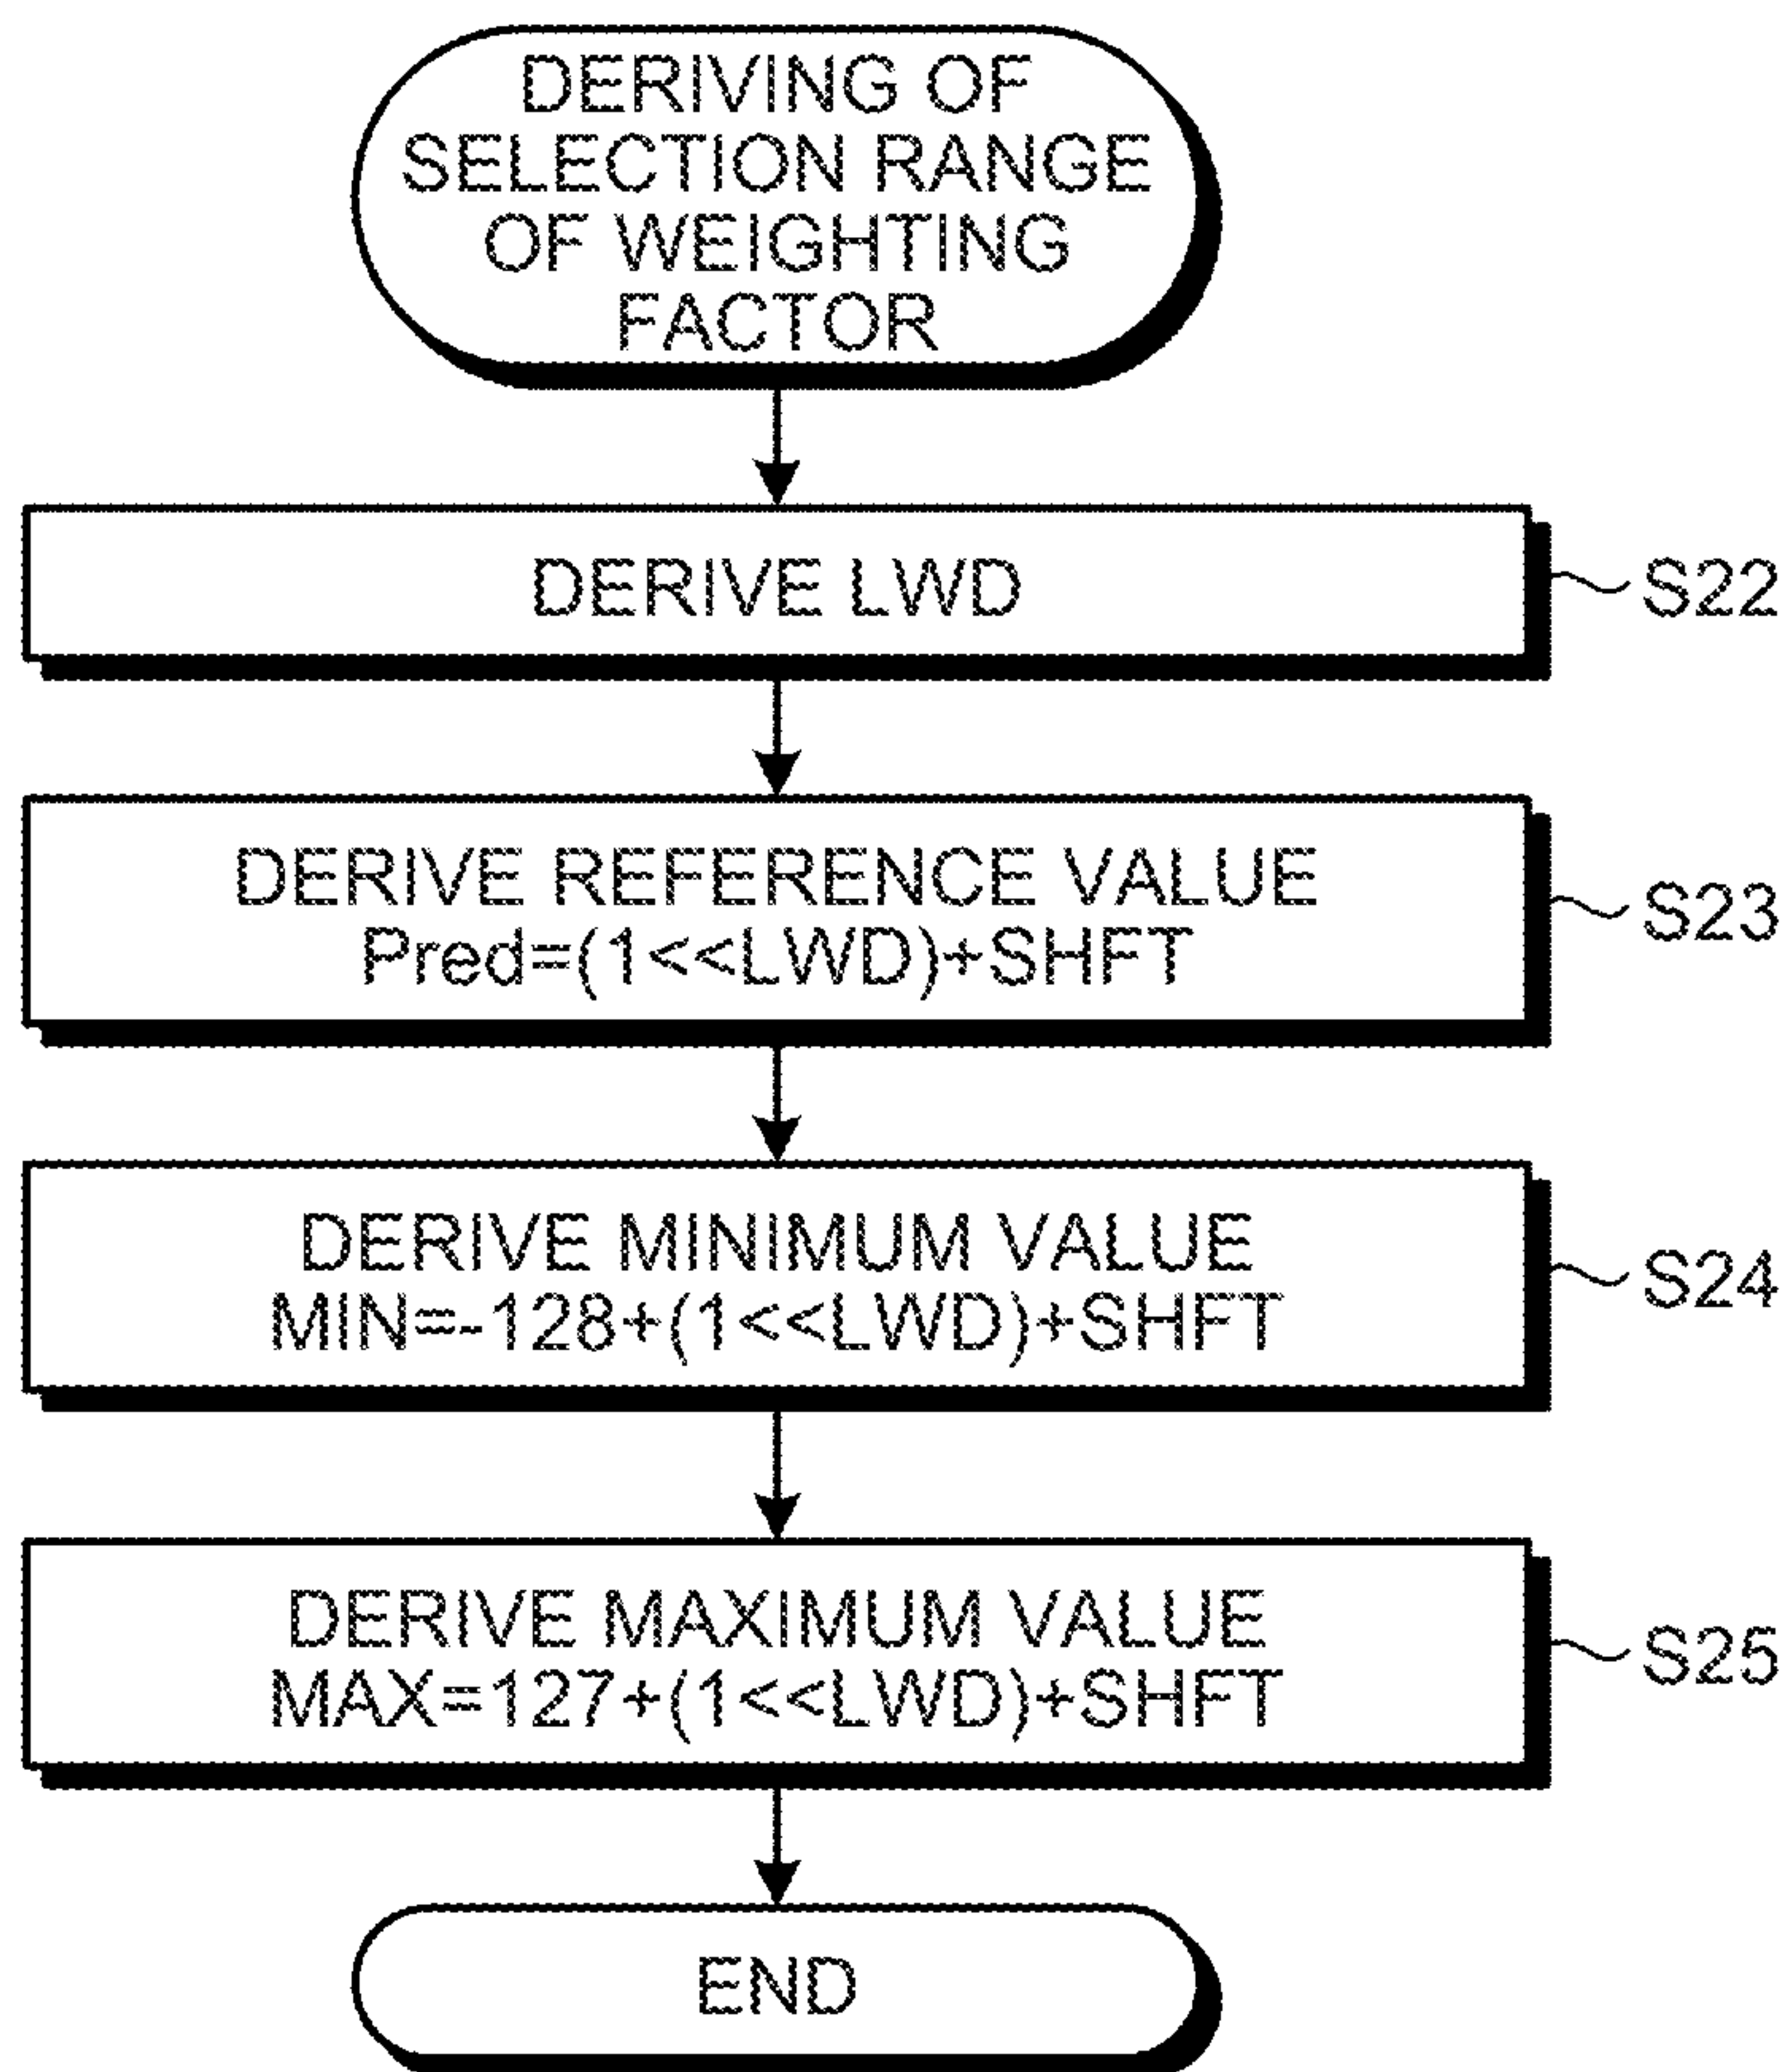 DERIVING OF
SELECTION RANGE
OF WEIGHTING
FACTOR
DERIVE LWD
S22
DERIVE REFERENCE VALUE
Pred=(1<<LWD)+SHFT
S23
DERIVE MINIMUM VALUE
MIN=-128+(1<<LWD)+SHFT
S24
DERIVE MAXIMUM VALUE
MAX=127+(1<<LWD)+SHFT
S25
END